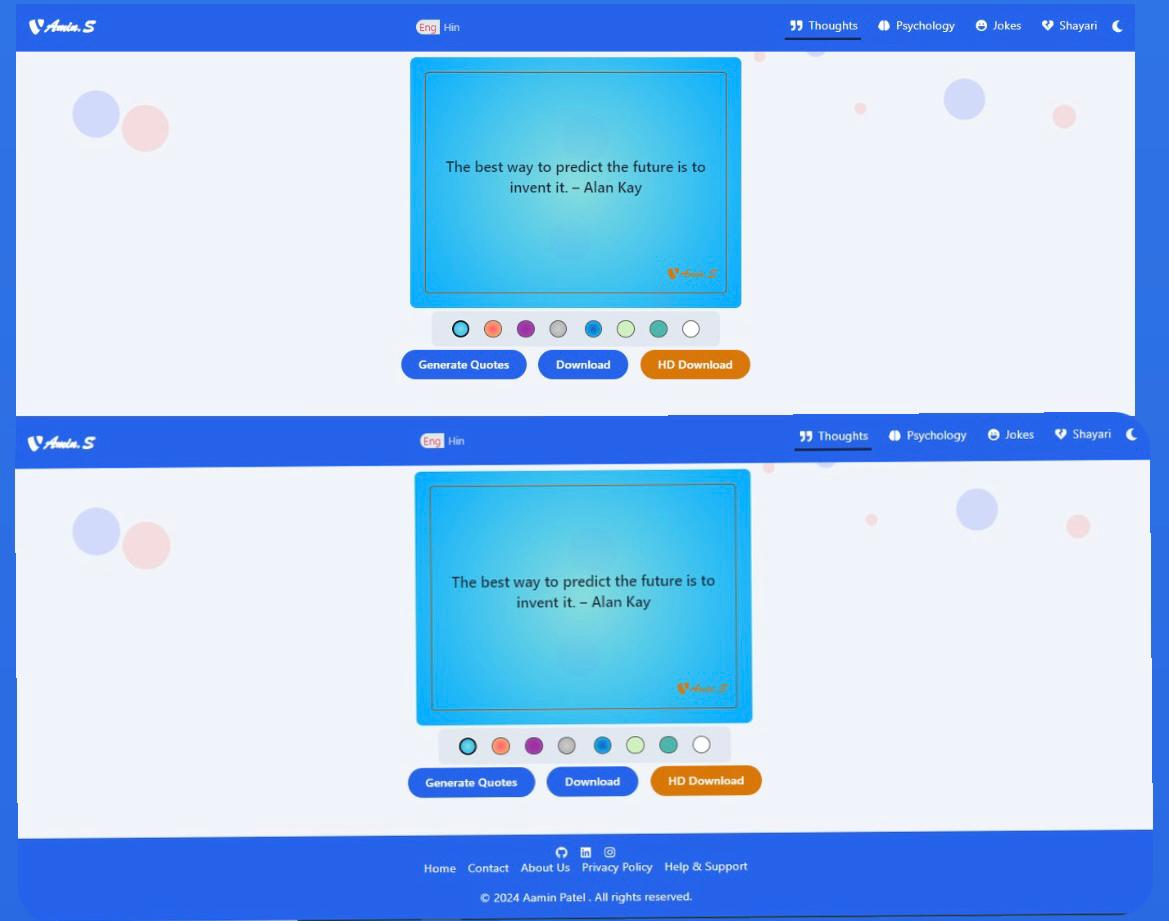 Amin.S
Eng Hin
Thoughts Psychology Jokes Shayari
The best way to predict the future is to
invent it. – Alan Kay
Amin.S
Generate Quotes Download HD Download
Amin.S
Eng Hin
Thoughts Psychology Jokes Shayari
The best way to predict the future is to
invent it. – Alan Kay
Amin.S
Generate Quotes Download HD Download
Home Contact About Us Privacy Policy Help & Support
© 2024 Aamin Patel . All rights reserved.